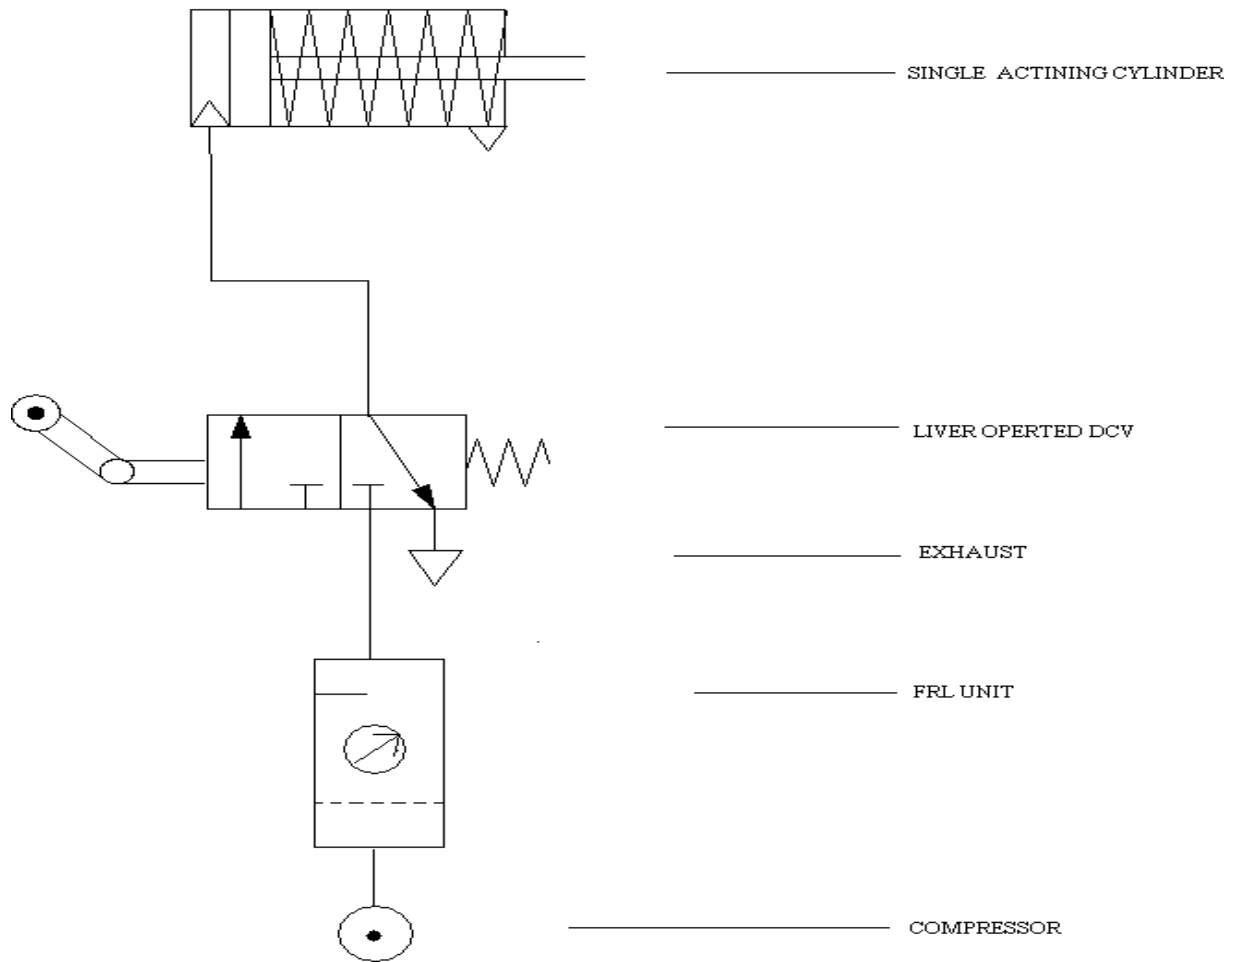 SINGLE ACTINING CYLINDER
LIVER OPERTED DCV
EXHAUST
FRL UNIT
COMPRESSOR